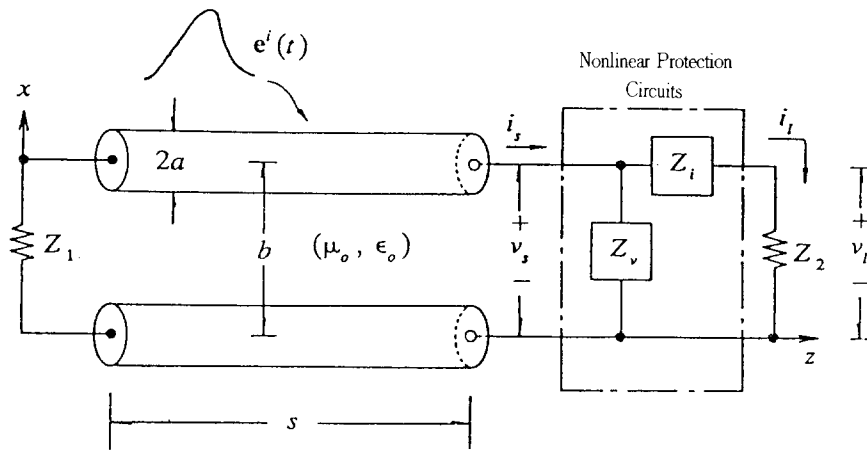 e^i (t)
Nonlinear Protection
Circuits
x
i_s
i_l
2a
Z_i
Z_1
b
(μ_o , ϵ_o)
+
v_s
−
Z_v
Z_2
+
v_l
−
z
s